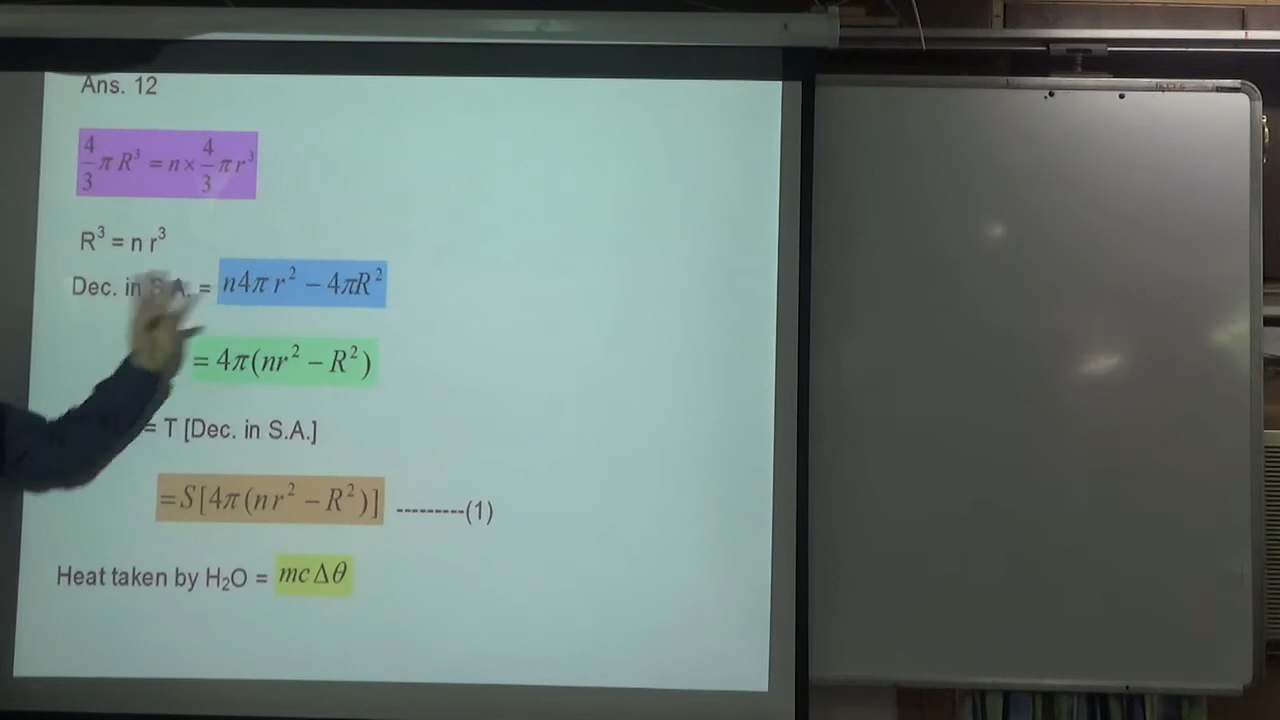 Ans. 12
4/3 π R³ = n × 4/3 π r³
R³ = n r³
Dec. in S.A. = n4π r² − 4πR²
= 4π(nr² − R²)
= T [Dec. in S.A.]
=S[4π(nr² − R²)] ---------(1)
Heat taken by H₂O = mcΔθ